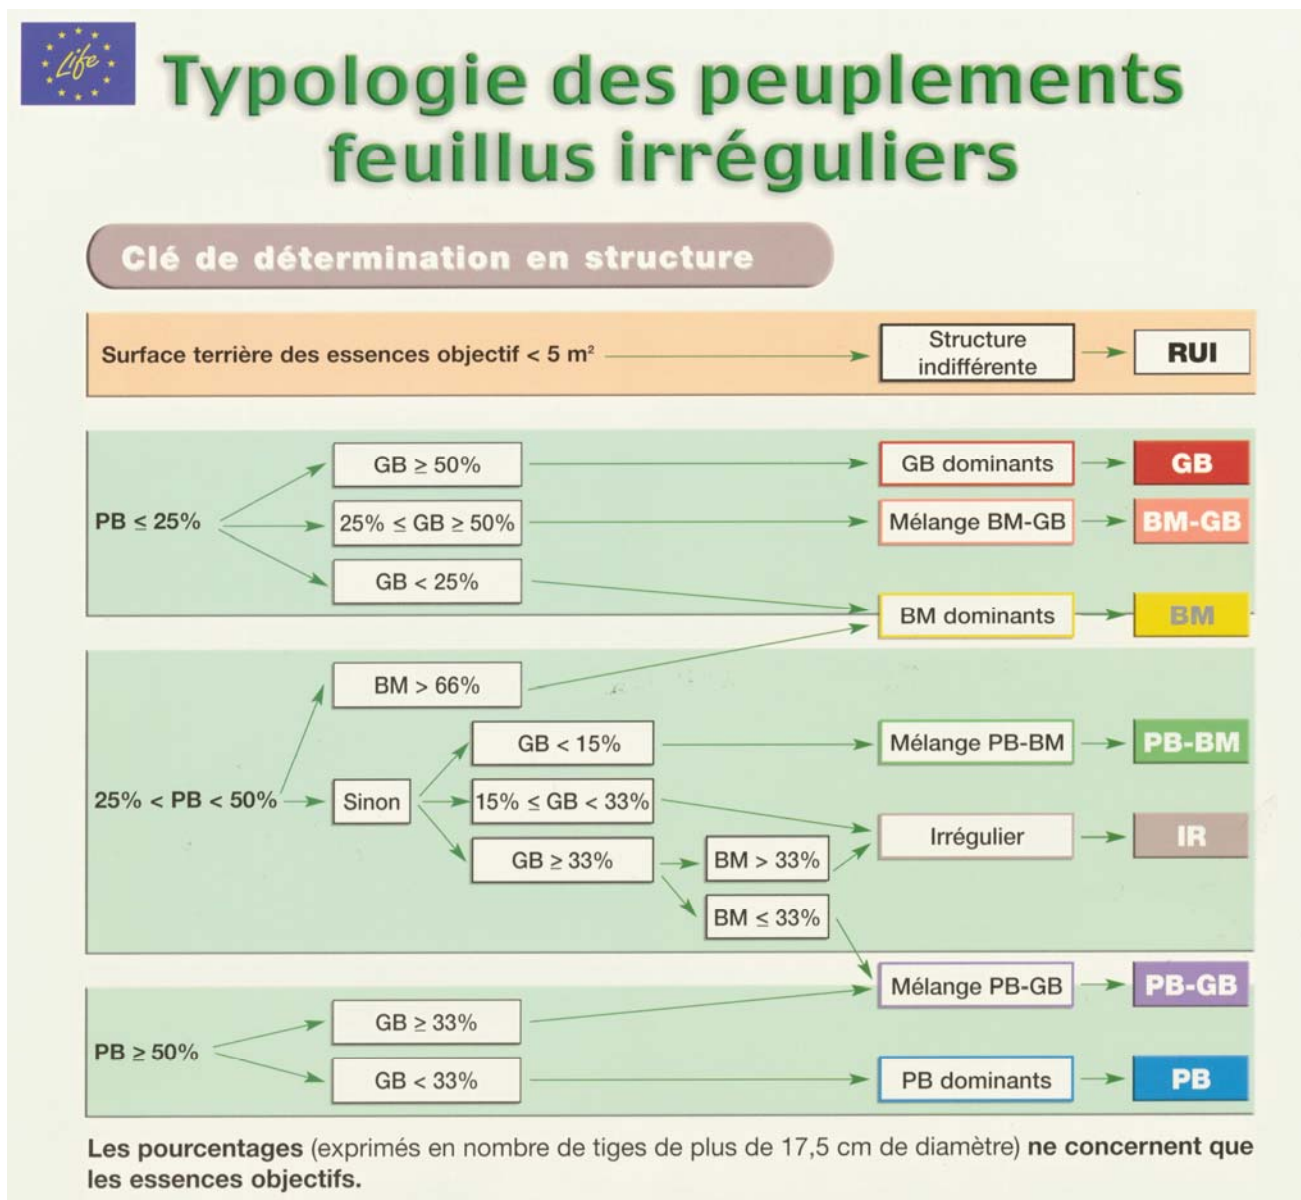 Life
Typologie des peuplements
feuillus irréguliers
Clé de détermination en structure
Surface terrière des essences objectif < 5 m²
Structure
indifférente
RUI
PB ≤ 25%
GB ≥ 50%
GB dominants
GB
25% ≤ GB ≥ 50%
Mélange BM-GB
BM-GB
GB < 25%
BM dominants
BM
25% < PB < 50%
BM > 66%
Sinon
GB < 15%
Mélange PB-BM
PB-BM
15% ≤ GB < 33%
Irrégulier
IR
GB ≥ 33%
BM > 33%
BM ≤ 33%
Mélange PB-GB
PB-GB
PB ≥ 50%
GB ≥ 33%
GB < 33%
PB dominants
PB
Les pourcentages (exprimés en nombre de tiges de plus de 17,5 cm de diamètre) ne concernent que
les essences objectifs.